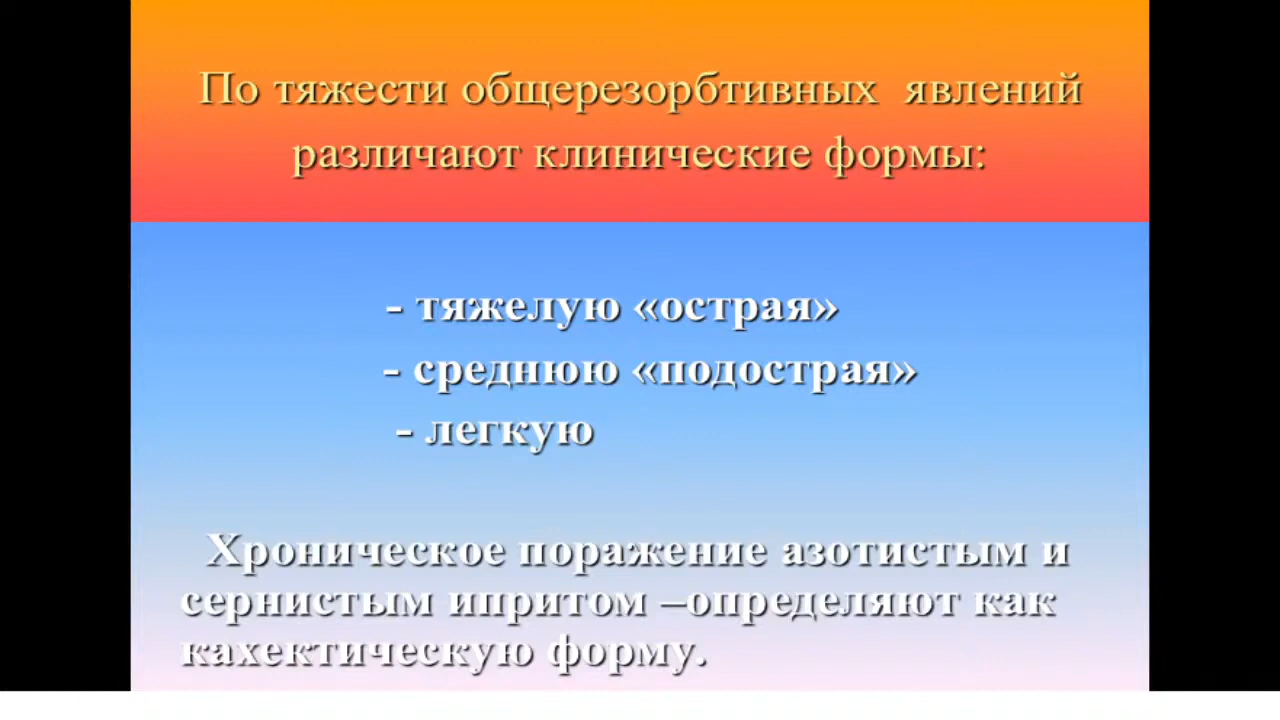 По тяжести общерезорбтивных явлений
различают клинические формы:
- тяжелую «острая»
- среднюю «подострая»
- легкую
Хроническое поражение азотистым и
сернистым ипритом –определяют как
кахектическую форму.